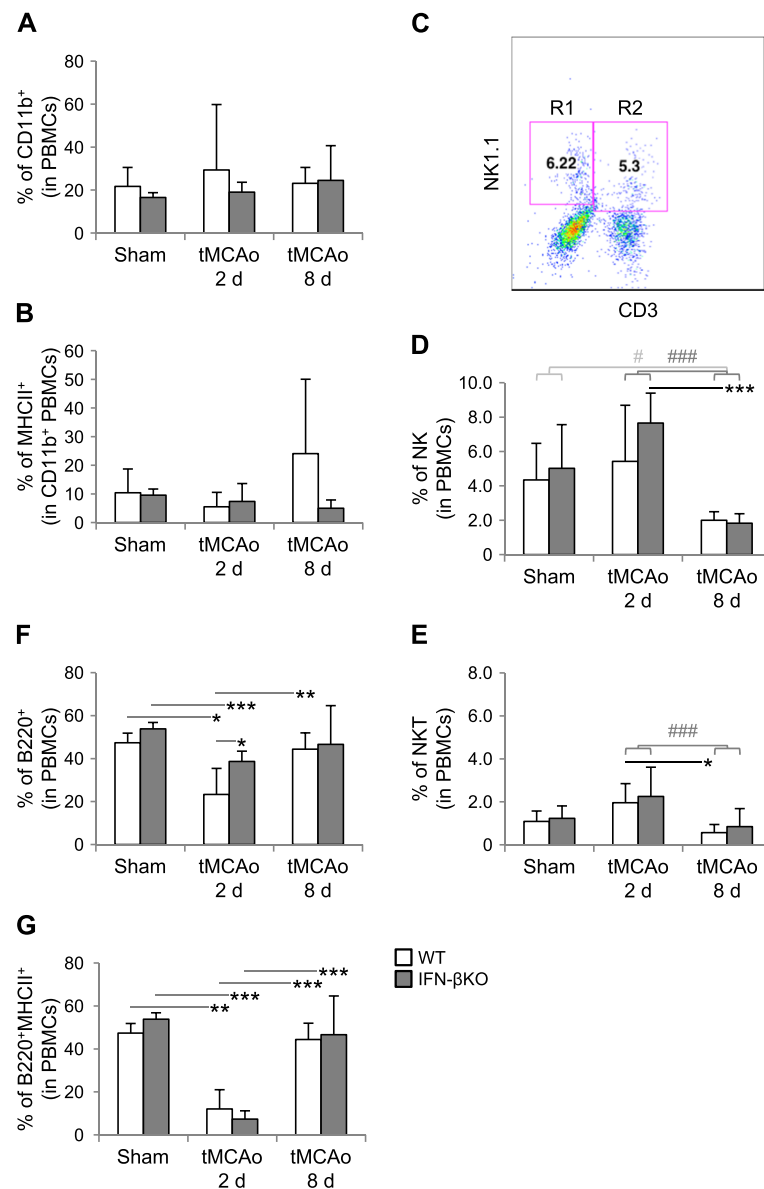 A
% of CD11b⁺
(in PBMCs)
80
60
40
20
0
Sham
tMCAo
2 d
tMCAo
8 d
C
NK1.1
R1
R2
6.22
5.3
CD3
B
% of MHCII⁺
(in CD11b⁺ PBMCs)
60
50
40
30
20
10
0
Sham
tMCAo
2 d
tMCAo
8 d
D
% of NK
(in PBMCs)
# ###
***
10.0
8.0
6.0
4.0
2.0
0
Sham
tMCAo
2 d
tMCAo
8 d
F
% of B220⁺
(in PBMCs)
80
60
40
20
0
**
***
*
*
Sham
tMCAo
2 d
tMCAo
8 d
E
% of NKT
(in PBMCs)
8.0
6.0
4.0
2.0
0
###
*
Sham
tMCAo
2 d
tMCAo
8 d
G
% of B220⁺MHCII⁺
(in PBMCs)
80
60
40
20
0
***
***
***
**
Sham
tMCAo
2 d
tMCAo
8 d
WT
IFN-βKO